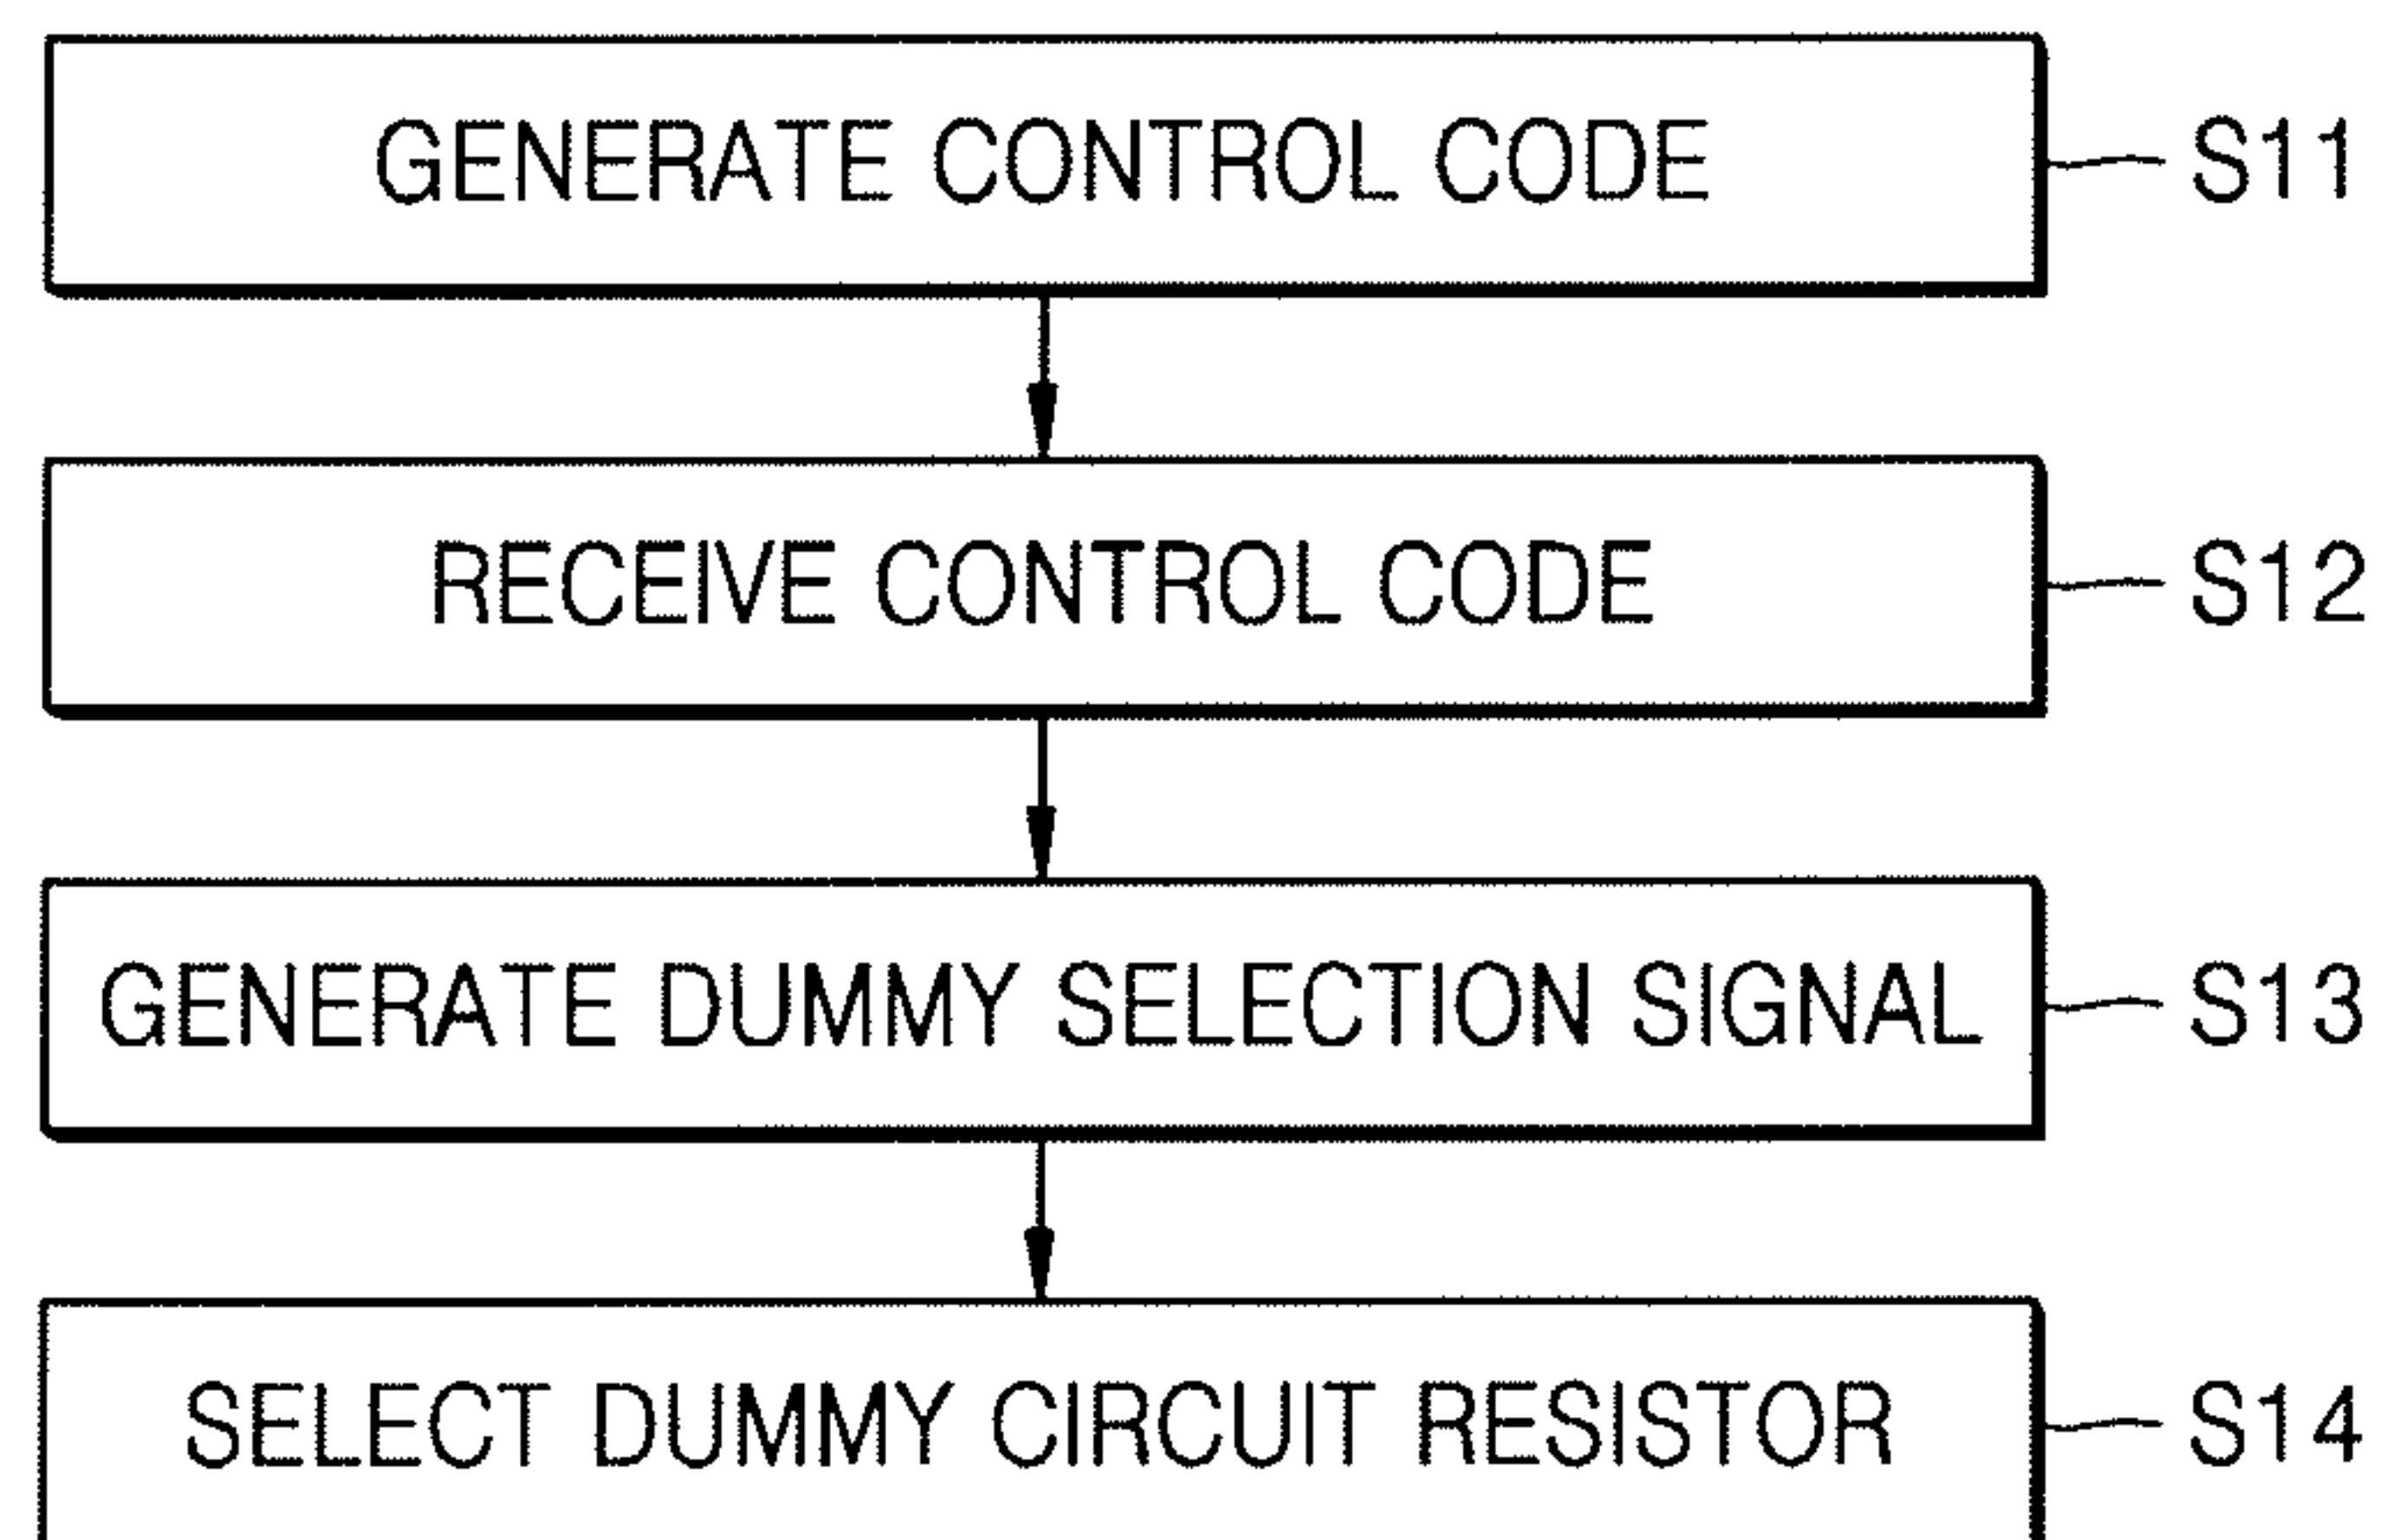 GENERATE CONTROL CODE S11
RECEIVE CONTROL CODE S12
GENERATE DUMMY SELECTION SIGNAL S13
SELECT DUMMY CIRCUIT RESISTOR S14